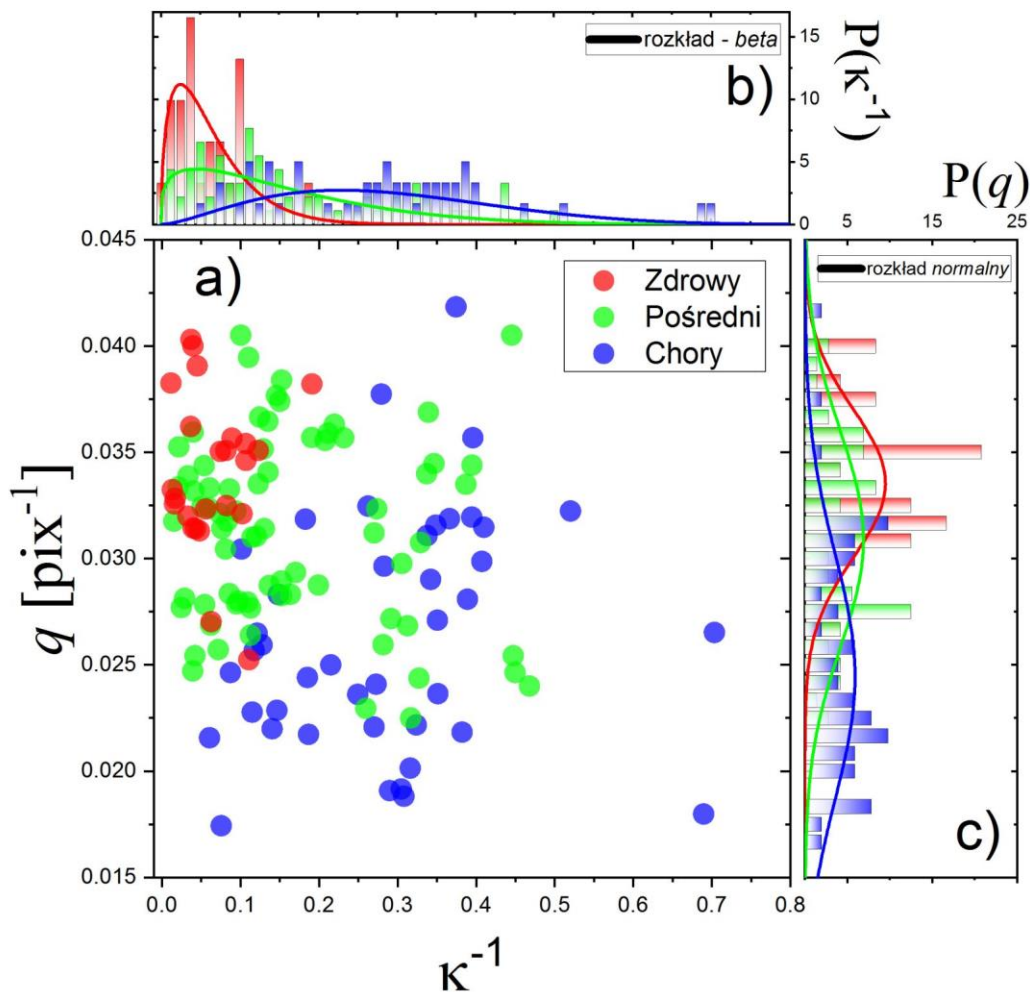 rozkład - beta
b)
P(κ⁻¹)
15
10
5
0
P(q)
5 15 25
0.045
0.040
0.035
0.030
0.025
0.020
0.015
q [pix⁻¹]
a)
Zdrowy
Pośredni
Chory
rozkład normalny
c)
0.0 0.1 0.2 0.3 0.4 0.5 0.6 0.7 0.8
κ⁻¹